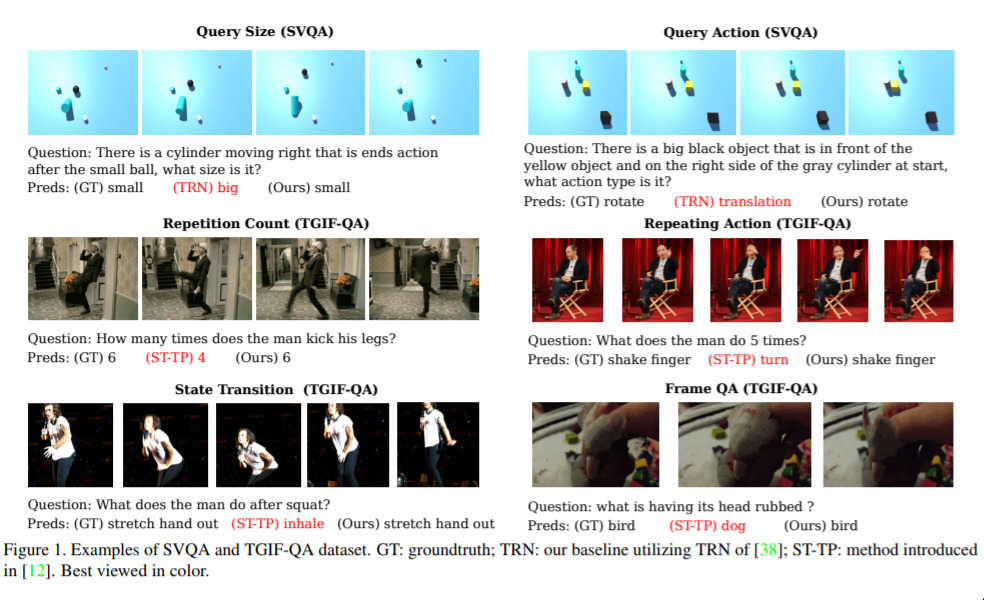 Query Size (SVQA)
Question: There is a cylinder moving right that is ends action
after the small ball, what size is it?
Preds: (GT) small (TRN) big (Ours) small
Query Action (SVQA)
Question: There is a big black object that is in front of the
yellow object and on the right side of the gray cylinder at start,
what action type is it?
Preds: (GT) rotate (TRN) translation (Ours) rotate
Repetition Count (TGIF-QA)
Question: How many times does the man kick his legs?
Preds: (GT) 6 (ST-TP) 4 (Ours) 6
Repeating Action (TGIF-QA)
Question: What does the man do 5 times?
Preds: (GT) shake finger (ST-TP) turn (Ours) shake finger
State Transition (TGIF-QA)
Question: What does the man do after squat?
Preds: (GT) stretch hand out (ST-TP) inhale (Ours) stretch hand out
Frame QA (TGIF-QA)
Question: what is having its head rubbed ?
Preds: (GT) bird (ST-TP) dog (Ours) bird
Figure 1. Examples of SVQA and TGIF-QA dataset. GT: groundtruth; TRN: our baseline utilizing TRN of [38]; ST-TP: method introduced
in [12]. Best viewed in color.